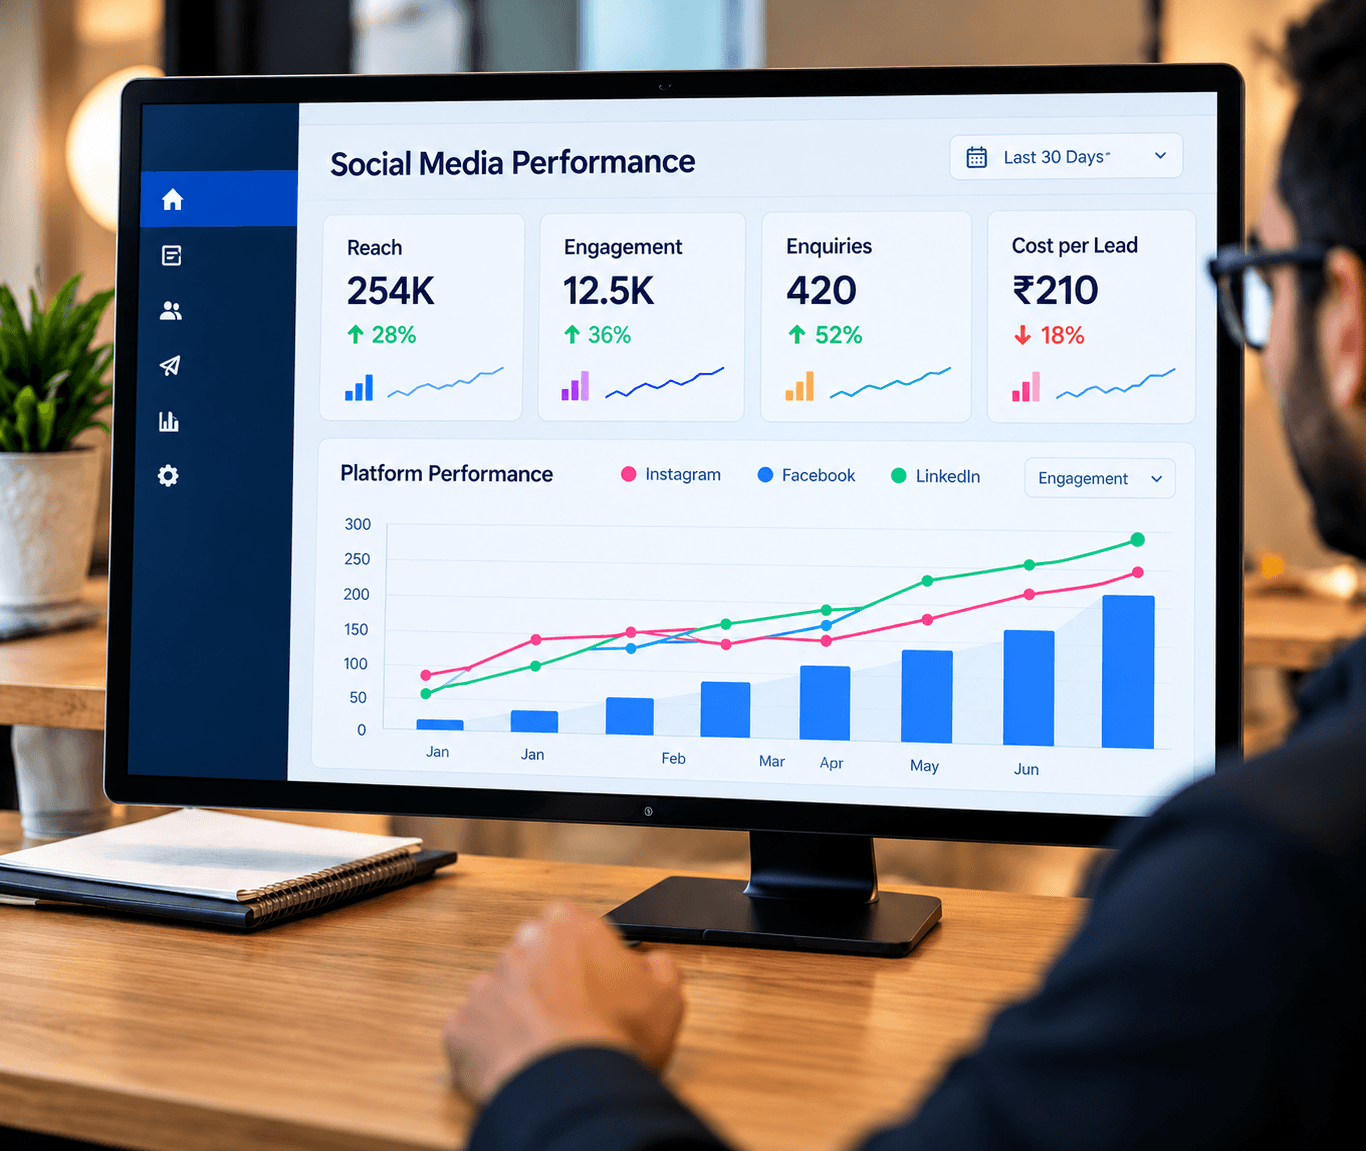 Social Media Performance
Last 30 Days
Reach
254K
↑ 28%
Engagement
12.5K
↑ 36%
Enquiries
420
↑ 52%
Cost per Lead
₹210
↓ 18%
Platform Performance
Instagram
Facebook
LinkedIn
Engagement
300
250
200
150
100
50
0
Jan
Jan
Feb
Mar
Apr
May
Jun